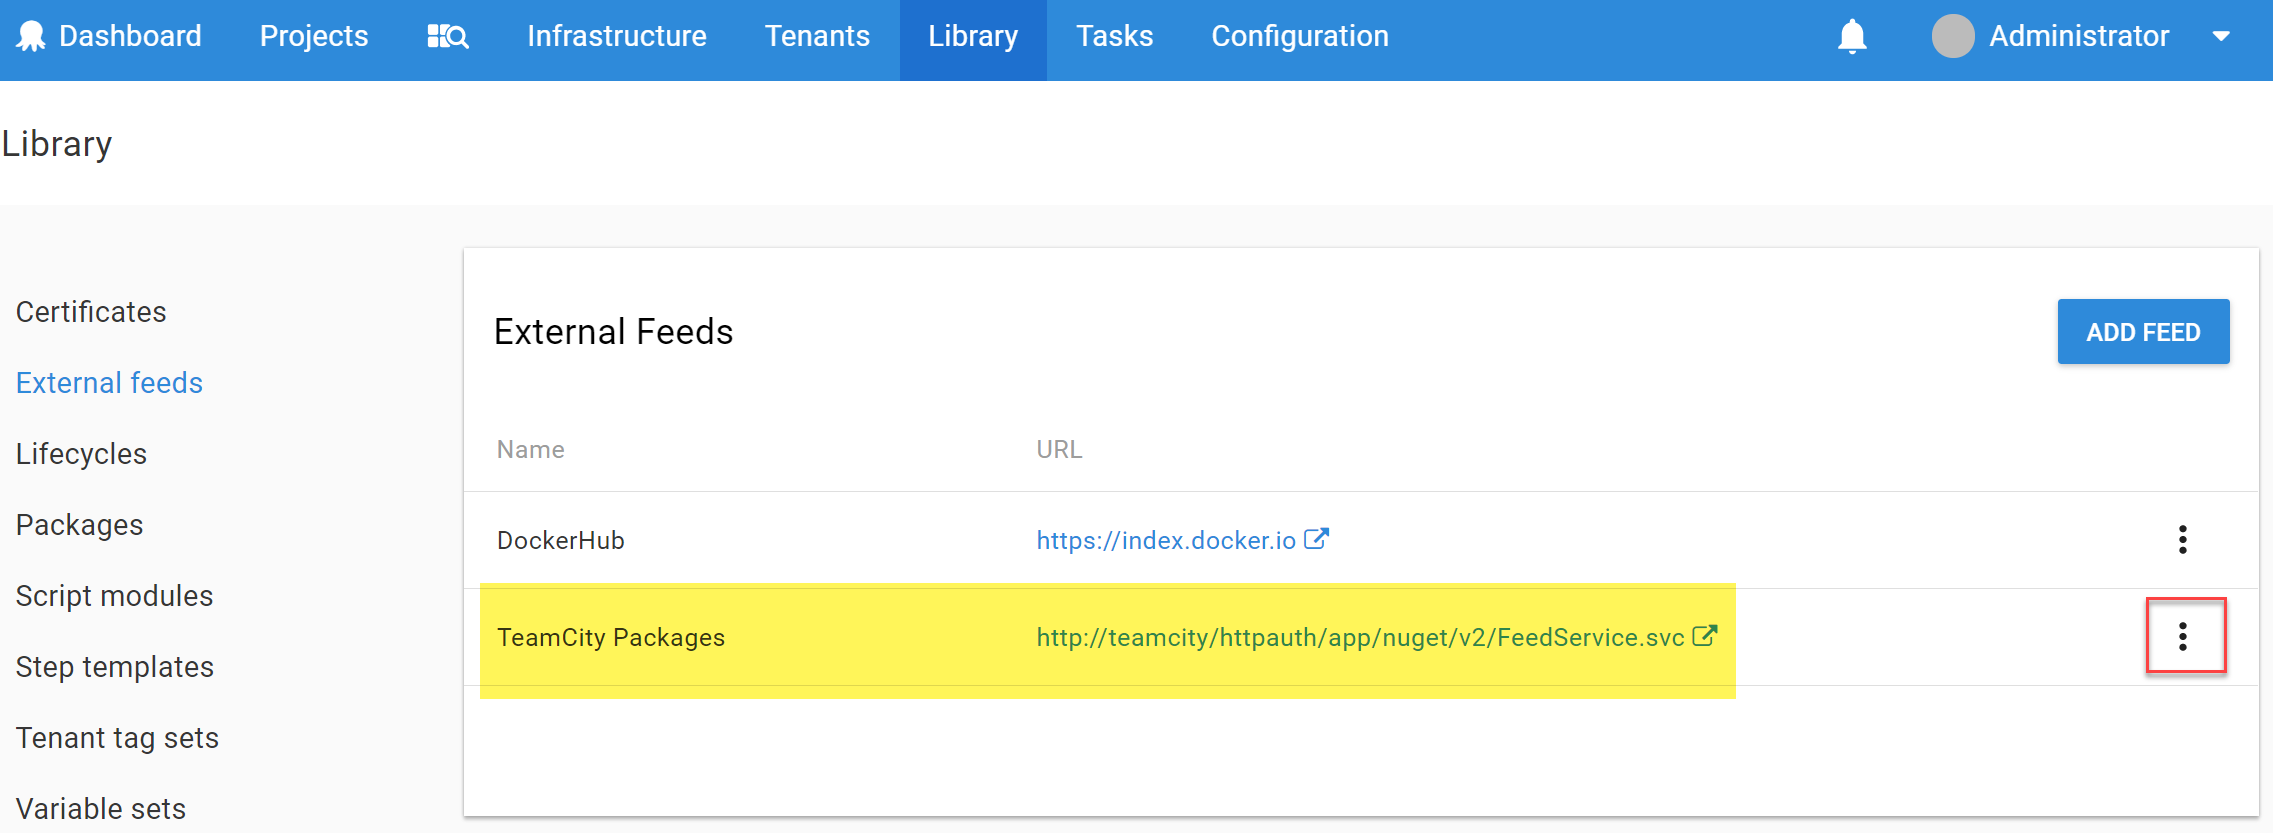 Dashboard Projects Infrastructure Tenants Library Tasks Configuration Administrator
Library
Certificates
External feeds
Lifecycles
Packages
Script modules
Step templates
Tenant tag sets
Variable sets
External Feeds ADD FEED
Name URL
DockerHub https://index.docker.io
TeamCity Packages http://teamcity/httpauth/app/nuget/v2/FeedService.svc